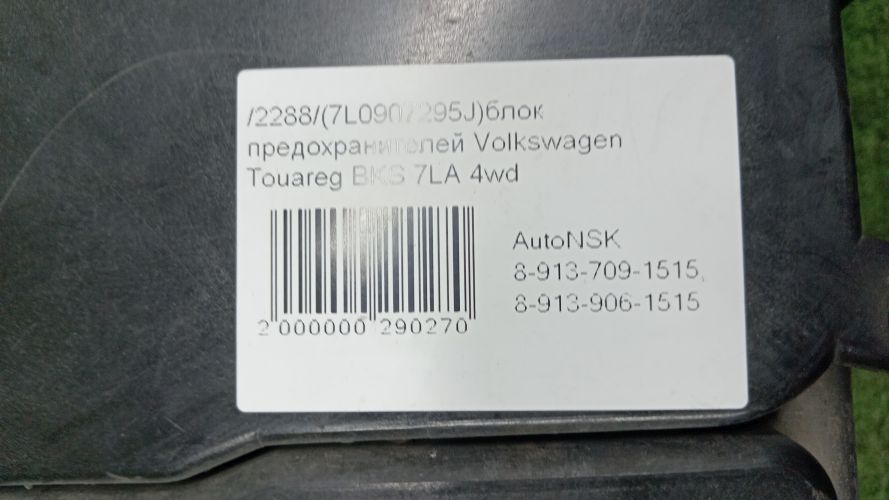 /2288/(7L0907295J)блок
предохранителей Volkswagen
Touareg BKS 7LA 4wd
AutoNSK
8-913-709-1515,
8-913-906-1515
2 000000 290270